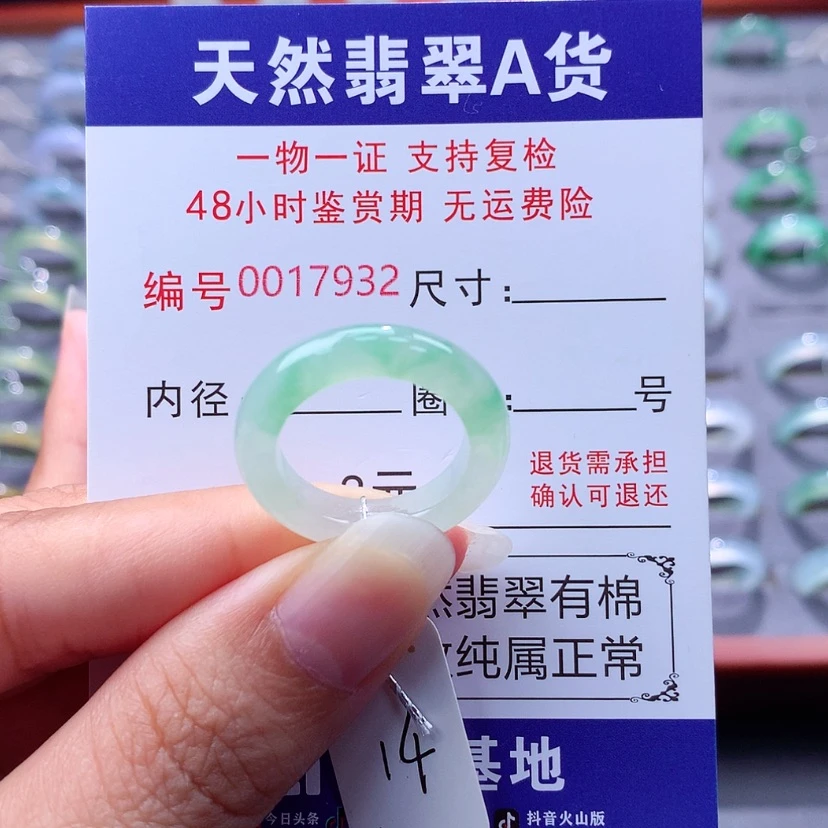 天然翡翠A货
一物一证 支持复检
48小时鉴赏期 无运费险
编号0017932 尺寸:
内径 圈 : 号
退货需承担
确认可退还
翡翠有棉
纯属正常
14 基地
今日头条 抖音火山版